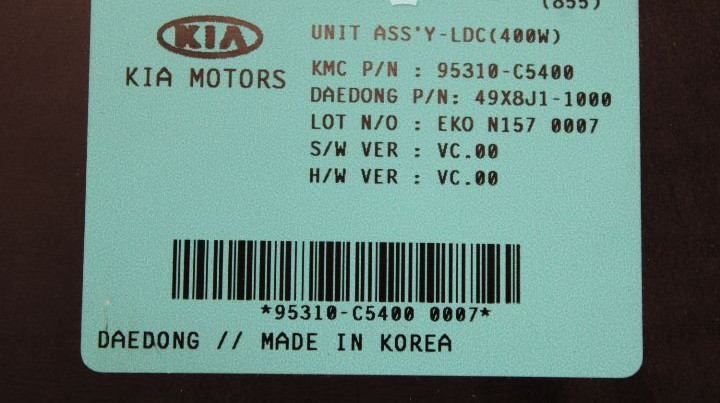 (855)
KIA
UNIT ASS'Y-LDC(400W)
KIA MOTORS
KMC P/N : 95310-C5400
DAEDONG P/N: 49X8J1-1000
LOT N/O : EKO N157 0007
S/W VER : VC.00
H/W VER : VC.00
*95310-C5400 0007*
DAEDONG // MADE IN KOREA